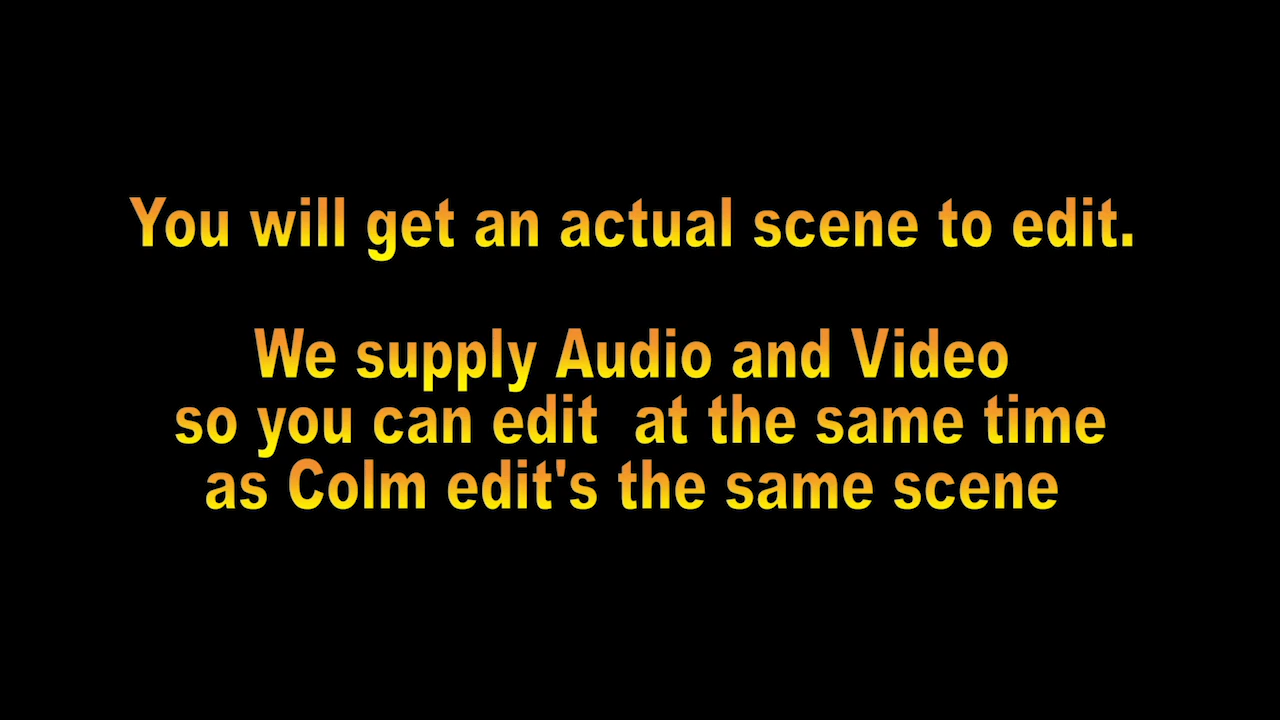 You will get an actual scene to edit.
We supply Audio and Video
so you can edit  at the same time
as Colm edit's the same scene